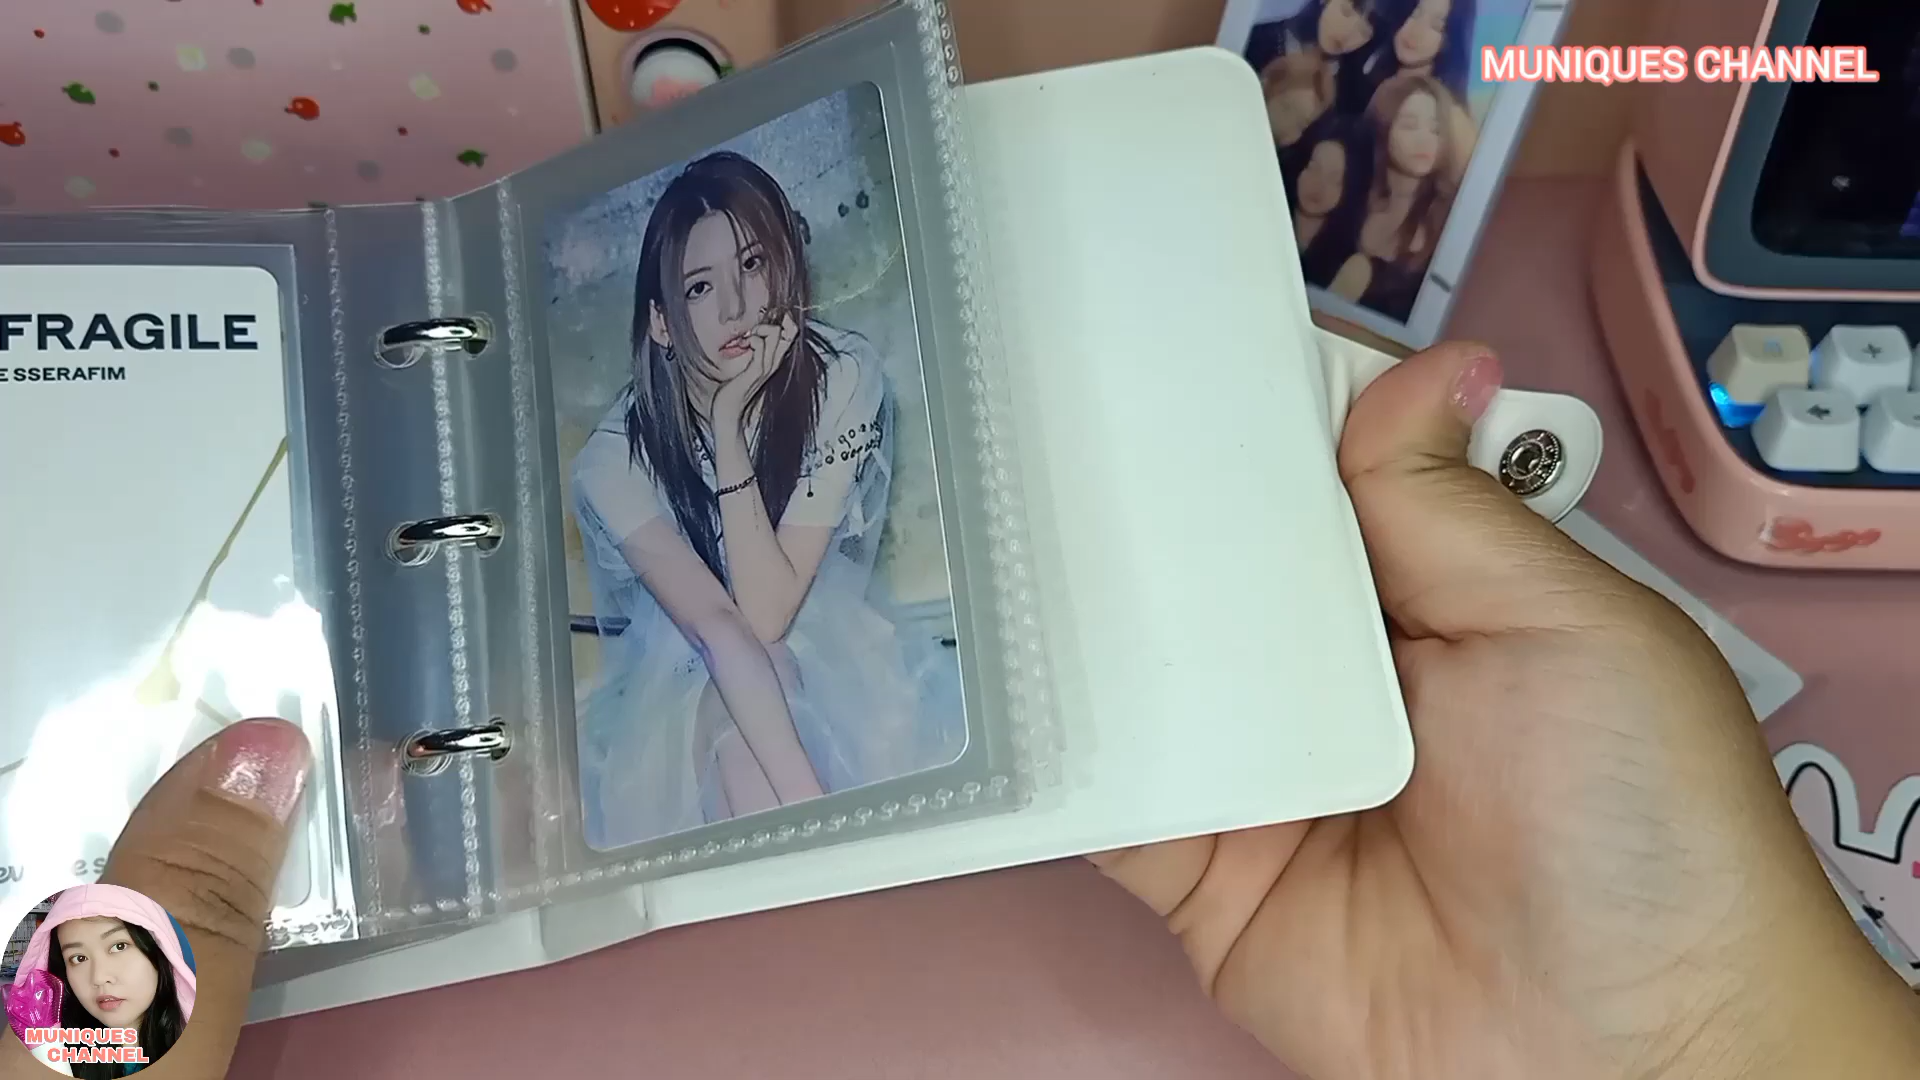 MUNIQUES CHANNEL
FRAGILE
E SSERAFIM
MUNIQUES
CHANNEL